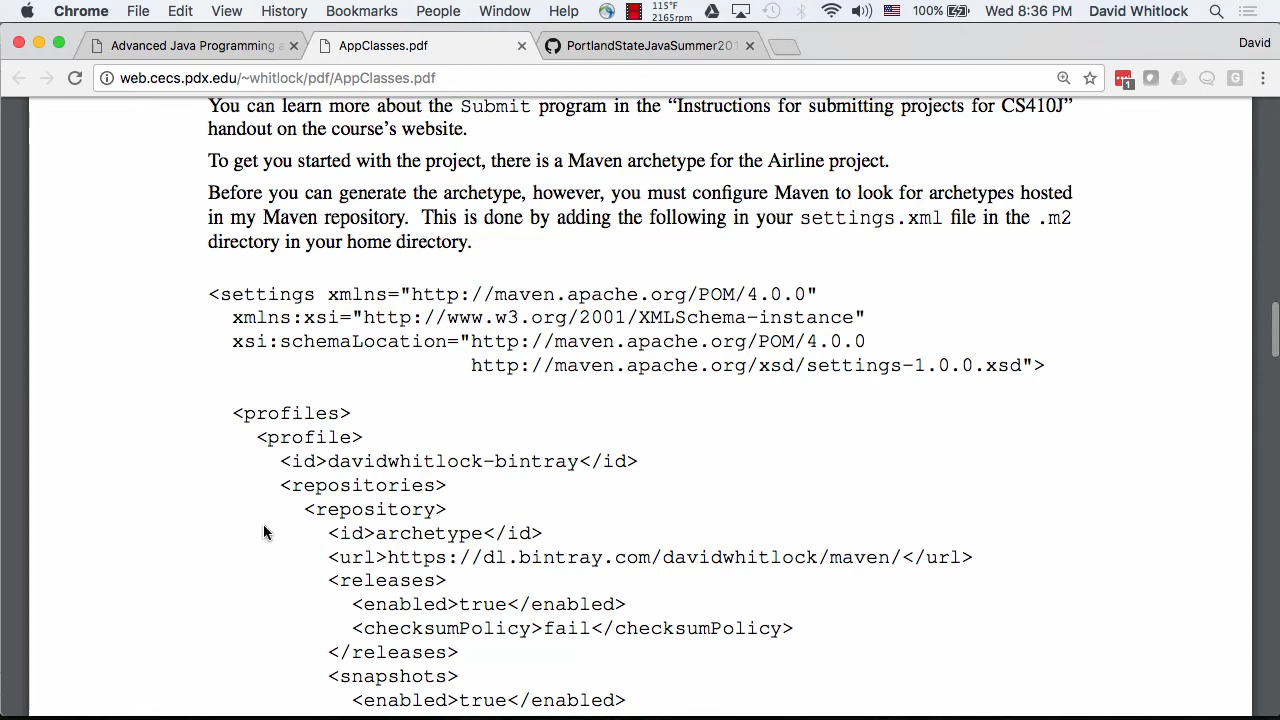 Chrome File Edit View History Bookmarks People Window Help 115°F 2165rpm 100% Wed 8:36 PM David Whitlock
Advanced Java Programming a AppClasses.pdf PortlandStateJavaSummer201 David
web.cecs.pdx.edu/~whitlock/pdf/AppClasses.pdf 1 G
You can learn more about the Submit program in the “Instructions for submitting projects for CS410J”
handout on the course’s website.
To get you started with the project, there is a Maven archetype for the Airline project.
Before you can generate the archetype, however, you must configure Maven to look for archetypes hosted
in my Maven repository. This is done by adding the following in your settings.xml file in the .m2
directory in your home directory.
<settings xmlns="http://maven.apache.org/POM/4.0.0"
xmlns:xsi="http://www.w3.org/2001/XMLSchema-instance"
xsi:schemaLocation="http://maven.apache.org/POM/4.0.0
http://maven.apache.org/xsd/settings-1.0.0.xsd">
<profiles>
<profile>
<id>davidwhitlock-bintray</id>
<repositories>
<repository>
<id>archetype</id>
<url>https://dl.bintray.com/davidwhitlock/maven/</url>
<releases>
<enabled>true</enabled>
<checksumPolicy>fail</checksumPolicy>
</releases>
<snapshots>
<enabled>true</enabled>